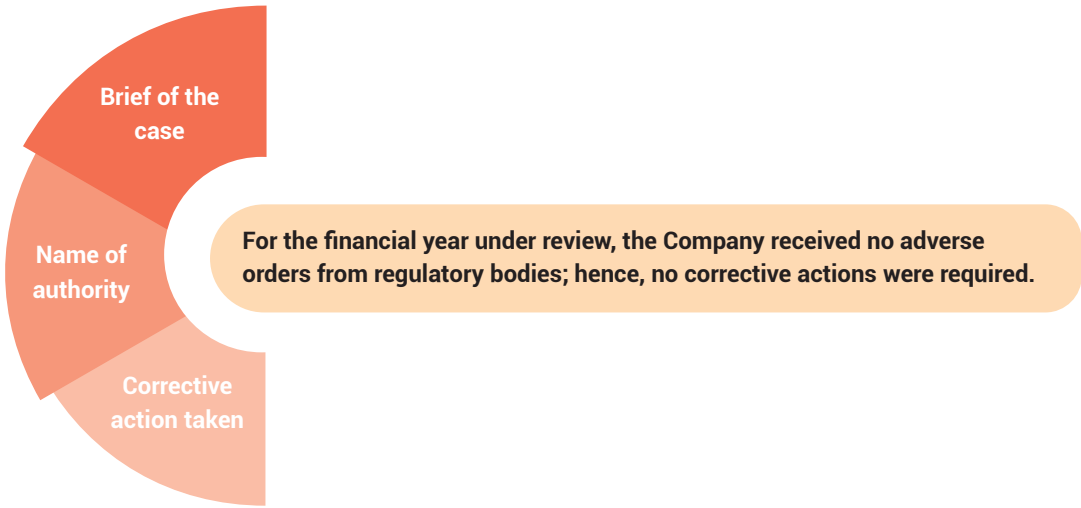 Brief of the
case
Name of
authority
Corrective
action taken
For the financial year under review, the Company received no adverse
orders from regulatory bodies; hence, no corrective actions were required.